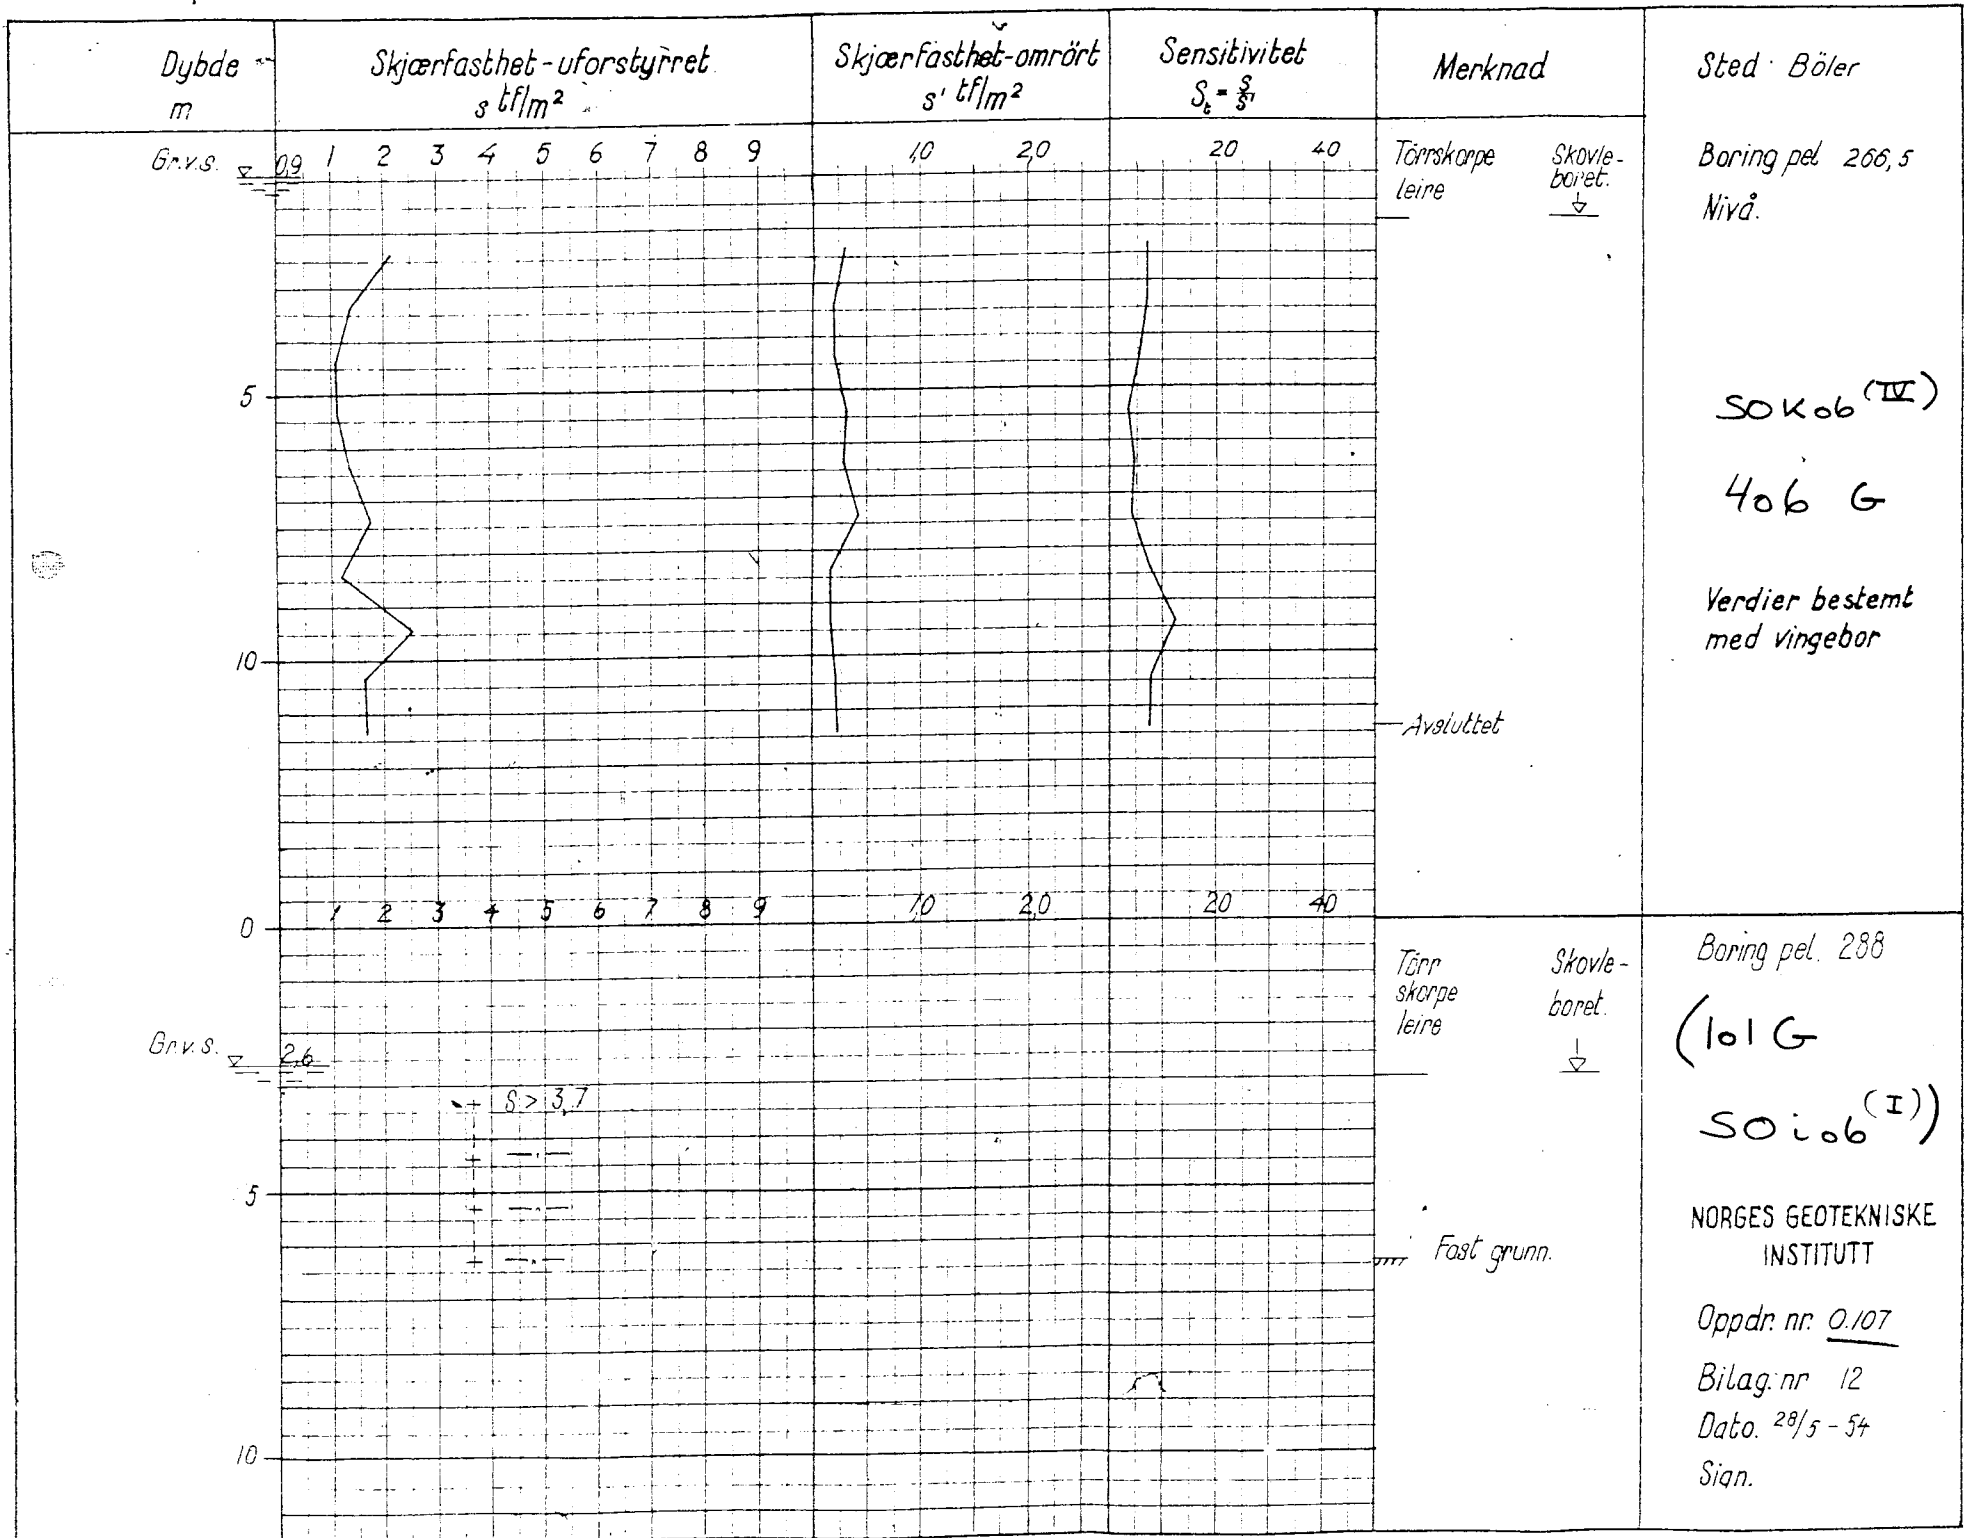 Dybde
m
Skjærfasthet-uforstyrret
s tf/m²
Skjærfasthet-omrört
s' tf/m²
Sensitivitet
Sₜ = s/s'
Merknad
Sted Böler
Gr.v.s. 0,9
1 2 3 4 5 6 7 8 9
1,0 2,0
20 40
Törrskorpe
leire
Skovle-
boret.
Boring pel 266,5
Nivå.
5
SOKob (IV)
406 G
Verdier bestemt
med vingebor
10
Avsluttet
1 2 3 4 5 6 7 8 9
1,0 2,0
20 40
0
Törr
skorpe
leire
Skovle-
boret.
Boring pel. 288
(101 G
SOiob (I))
Gr.v.s. 2,6
S > 3,7
5
Fast grunn.
NORGES GEOTEKNISKE
INSTITUTT
Oppdr. nr. O.107
Bilag. nr 12
Dato. 28/5 - 54
Sign.
10